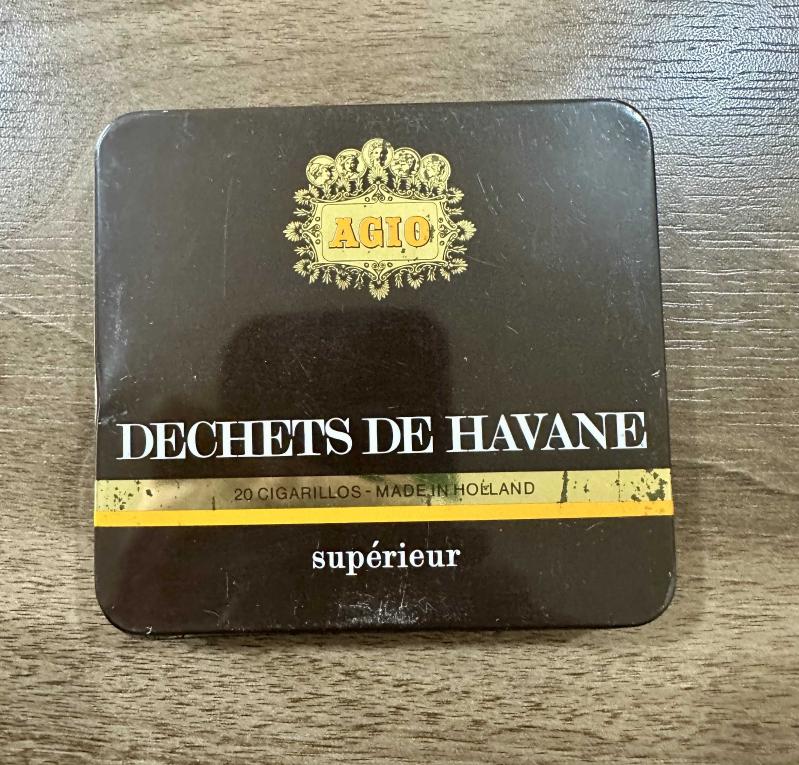 AGIO
DECHETS DE HAVANE
20 CIGARILLOS - MADE IN HOLLAND
supérieur